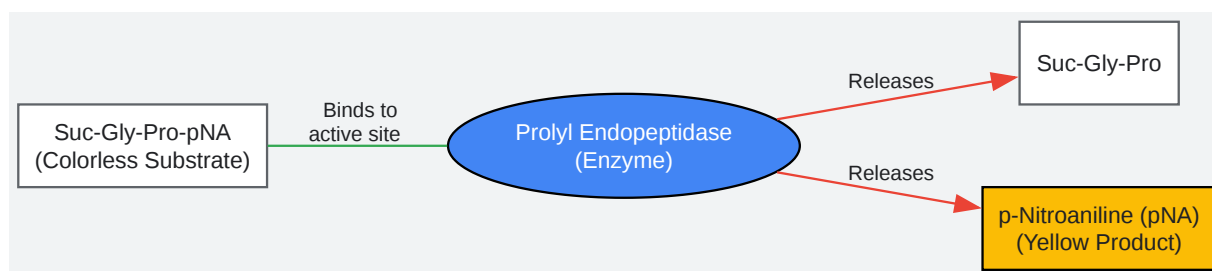 Suc-Gly-Pro-pNA
(Colorless Substrate)
Binds to
active site
Prolyl Endopeptidase
(Enzyme)
Releases
Suc-Gly-Pro
Releases
p-Nitroaniline (pNA)
(Yellow Product)